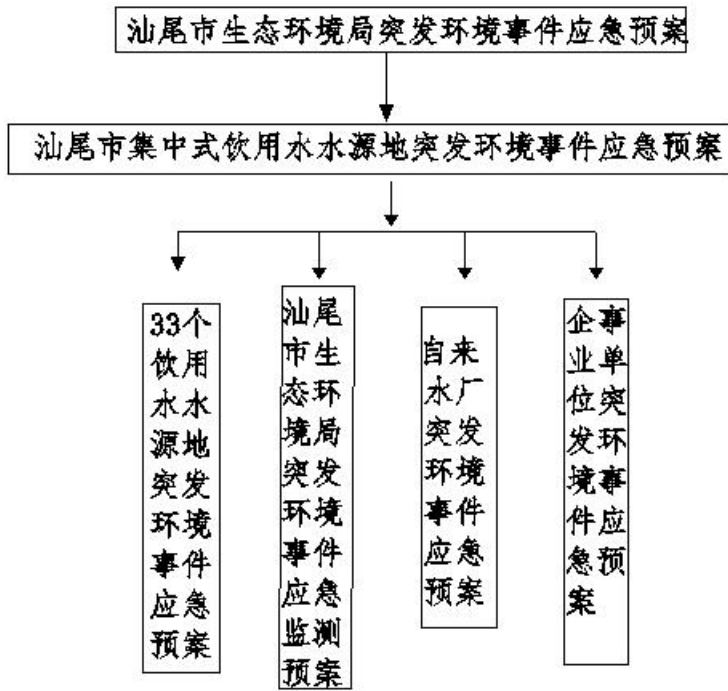 汕尾市生态环境局突发环境事件应急预案
汕尾市集中式饮用水水源地突发环境事件应急预案
33个
饮用
水水
源地
突发
环境
事件
应急
预案
汕尾
市生
态环
境局
突发
环境
事件
应急
监测
预案
自来
水厂
突发
环境
事件
应急
预案
企事
业单
位突
发环
境事
件应
急预
案